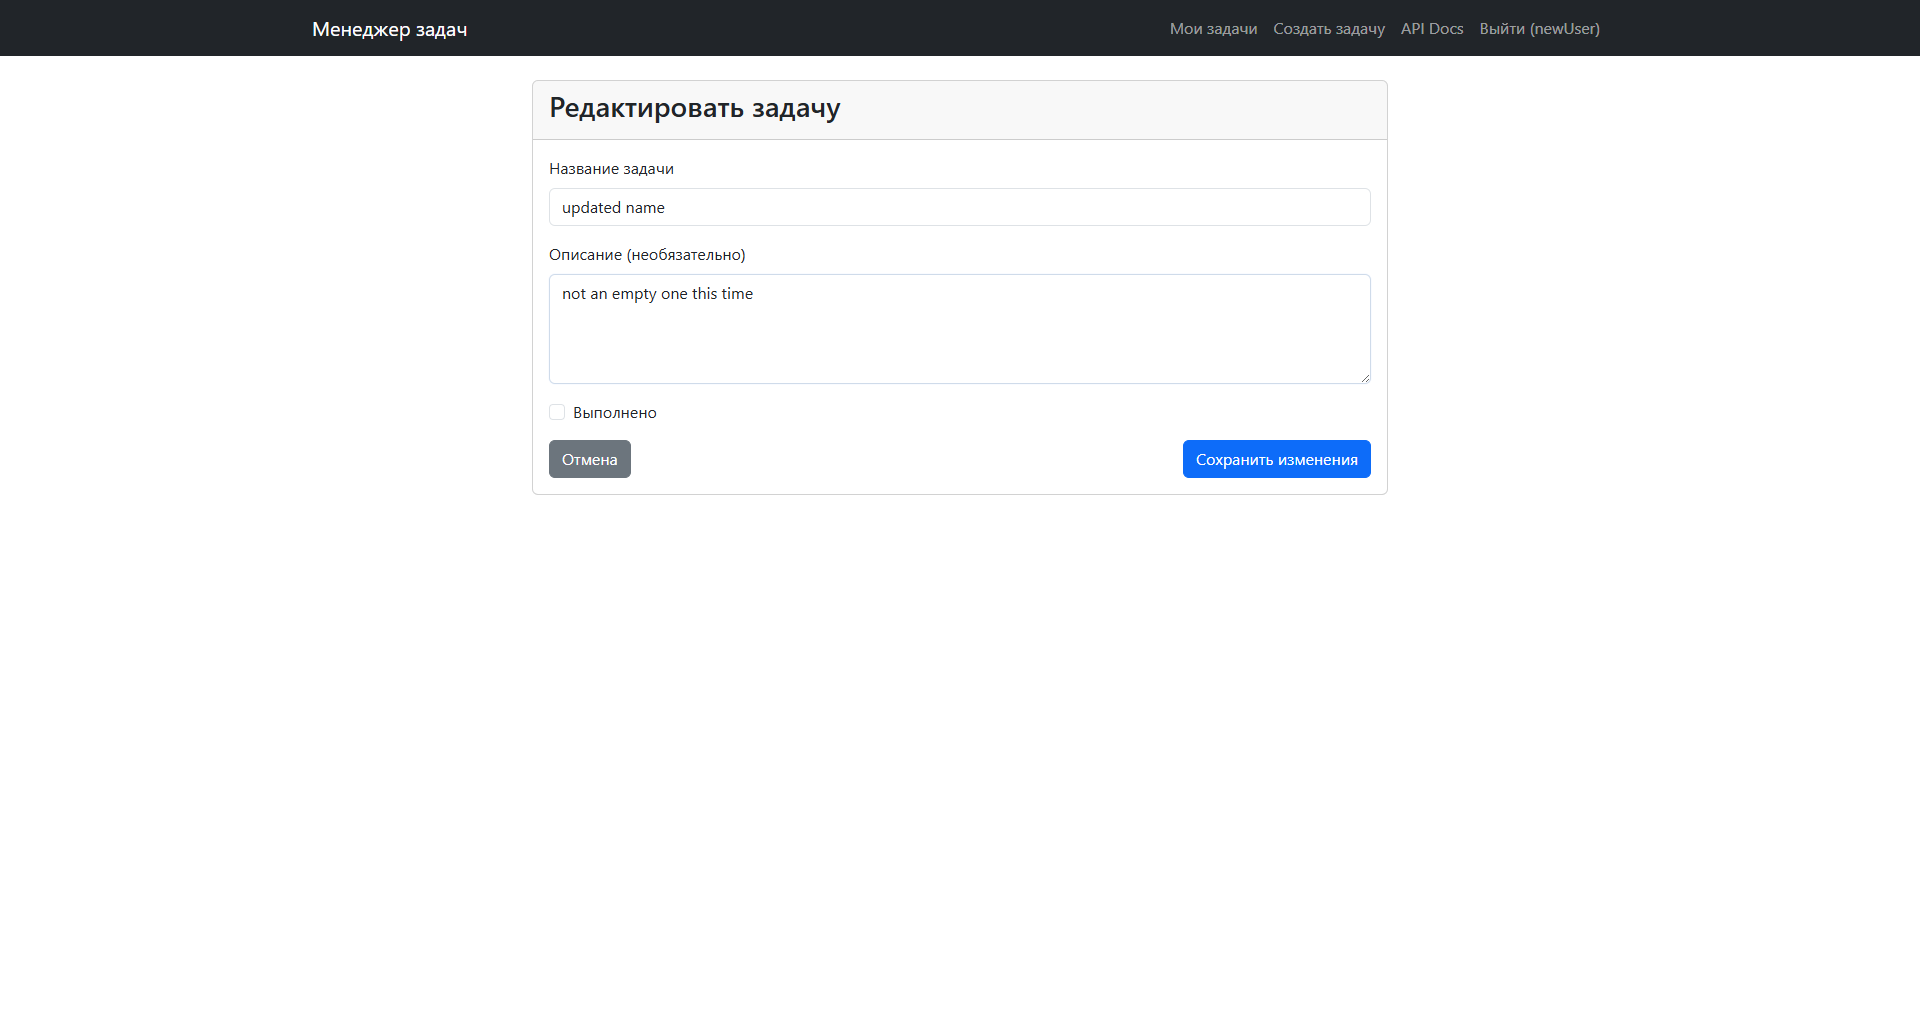 Менеджер задач
Мои задачи Создать задачу API Docs Выйти (newUser)
Редактировать задачу
Название задачи
updated name
Описание (необязательно)
not an empty one this time
Выполнено
Отмена
Сохранить изменения